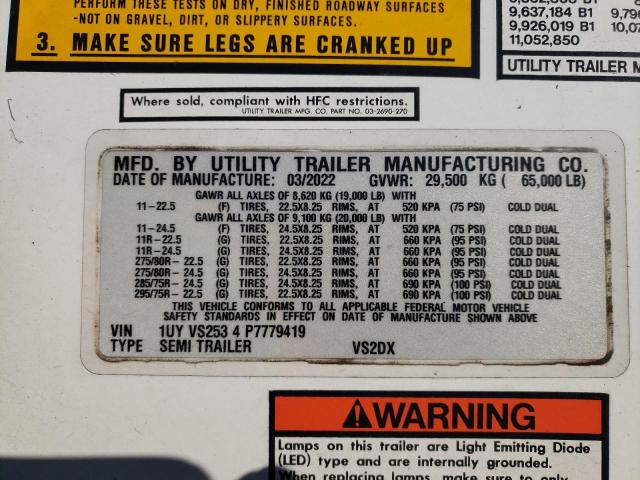 PERFORM THESE TESTS ON DRY, FINISHED ROADWAY SURFACES
-NOT ON GRAVEL, DIRT, OR SLIPPERY SURFACES.
3. MAKE SURE LEGS ARE CRANKED UP
9,637,184 B1
9,926,019 B1
11,052,850
UTILITY TRAILER M
Where sold, compliant with HFC restrictions.
UTILITY TRAILER MFG. CO. PART NO. 03-2690-270
MFD. BY UTILITY TRAILER MANUFACTURING CO.
DATE OF MANUFACTURE: 03/2022 GVWR: 29,500 KG ( 65,000 LB)
GAWR ALL AXLES OF 8,620 KG (19,000 LB) WITH
11-22.5 (F) TIRES, 22.5X8.25 RIMS, AT 520 KPA (75 PSI) COLD DUAL
GAWR ALL AXLES OF 9,100 KG (20,000 LB) WITH
11-24.5 (F) TIRES, 24.5X8.25 RIMS, AT 520 KPA (75 PSI) COLD DUAL
11R-22.5 (G) TIRES, 22.5X8.25 RIMS, AT 660 KPA (95 PSI) COLD DUAL
11R-24.5 (G) TIRES, 24.5X8.25 RIMS, AT 660 KPA (95 PSI) COLD DUAL
275/80R-22.5 (G) TIRES, 22.5X8.25 RIMS, AT 660 KPA (95 PSI) COLD DUAL
275/80R-24.5 (G) TIRES, 24.5X8.25 RIMS, AT 660 KPA (95 PSI) COLD DUAL
285/75R-24.5 (G) TIRES, 24.5X8.25 RIMS, AT 690 KPA (100 PSI) COLD DUAL
295/75R-22.5 (G) TIRES, 22.5X8.25 RIMS, AT 690 KPA (100 PSI) COLD DUAL
THIS VEHICLE CONFORMS TO ALL APPLICABLE FEDERAL MOTOR VEHICLE
SAFETY STANDARDS IN EFFECT ON DATE OF MANUFACTURE SHOWN ABOVE
VIN 1UY VS253 4 P7779419
TYPE SEMI TRAILER VS2DX
WARNING
Lamps on this trailer are Light Emitting Diode
(LED) type and are internally grounded.
When replacing lamps, make sure to only